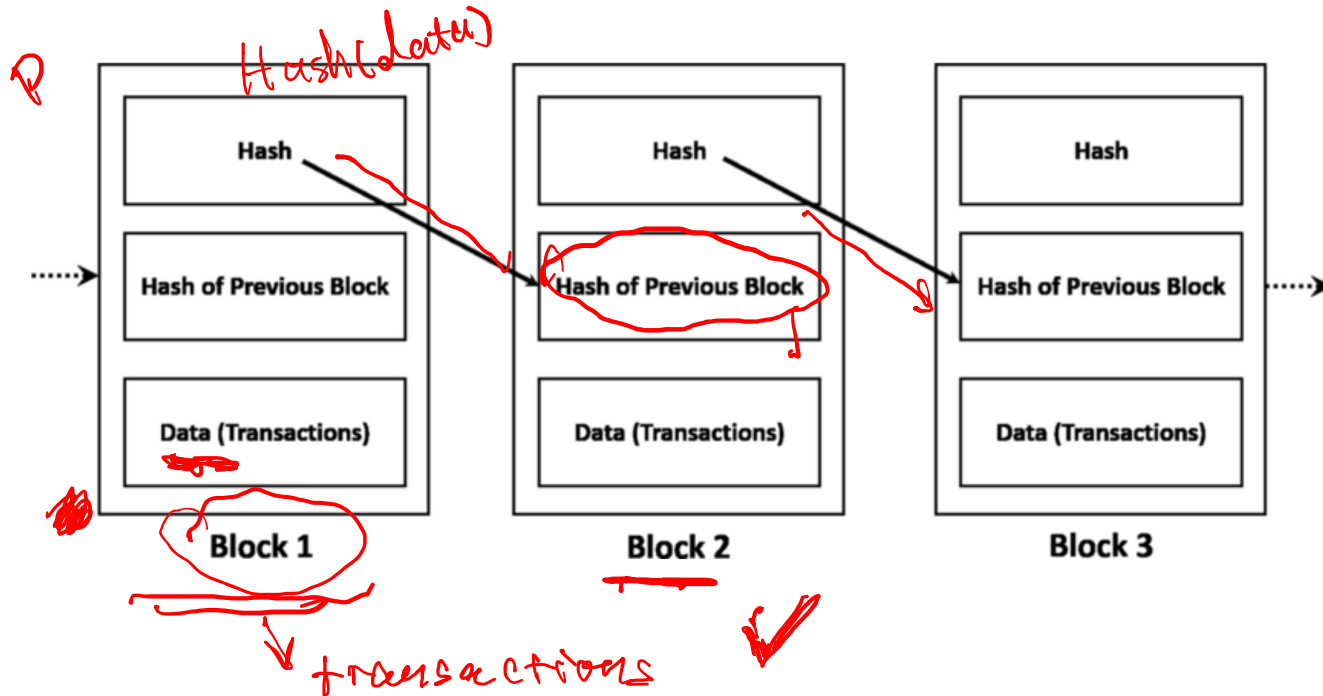 Hash(data)
Hash
Hash
Hash
Hash of Previous Block
Hash of Previous Block
Hash of Previous Block
Data (Transactions)
Data (Transactions)
Data (Transactions)
Block 1
Block 2
Block 3
transactions